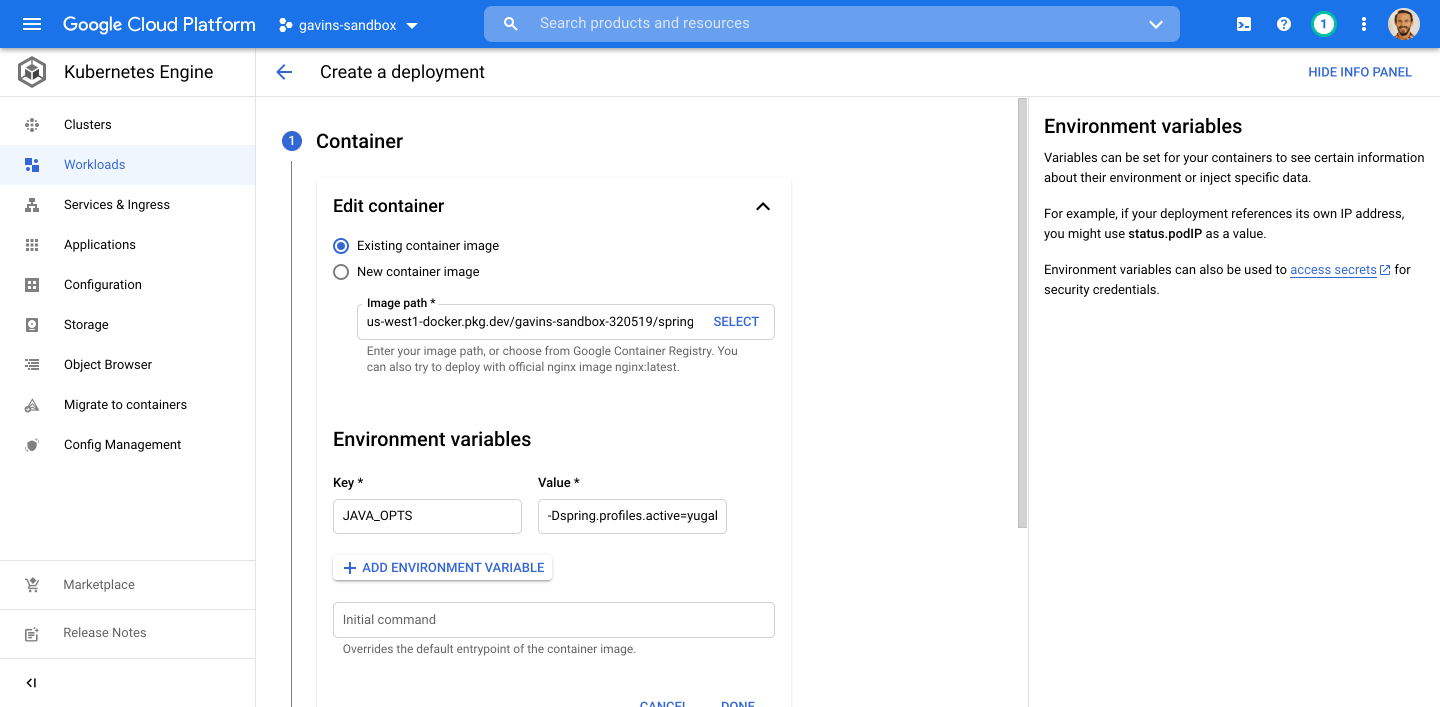 Google Cloud Platform
gavins-sandbox
Search products and resources
1
Kubernetes Engine
Create a deployment
HIDE INFO PANEL
Clusters
Workloads
Services & Ingress
Applications
Configuration
Storage
Object Browser
Migrate to containers
Config Management
Marketplace
Release Notes
1 Container
Edit container
Existing container image
New container image
Image path *
us-west1-docker.pkg.dev/gavins-sandbox-320519/spring SELECT
Enter your image path, or choose from Google Container Registry. You
can also try to deploy with official nginx image nginx:latest.
Environment variables
Key * Value *
JAVA_OPTS -Dspring.profiles.active=yugal
ADD ENVIRONMENT VARIABLE
Initial command
Overrides the default entrypoint of the container image.
CANCEL DONE
Environment variables
Variables can be set for your containers to see certain information
about their environment or inject specific data.
For example, if your deployment references its own IP address,
you might use status.podIP as a value.
Environment variables can also be used to access secrets for
security credentials.